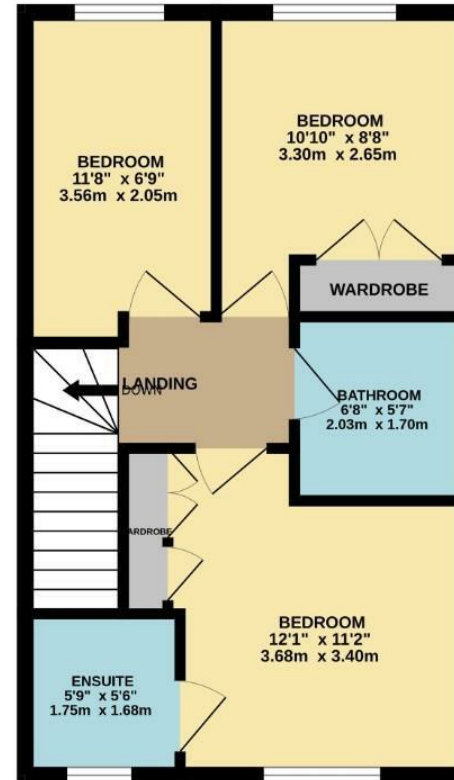 BEDROOM
11'8" x 6'9"
3.56m x 2.05m
BEDROOM
10'10" x 8'8"
3.30m x 2.65m
WARDROBE
LANDING
DOWN
BATHROOM
6'8" x 5'7"
2.03m x 1.70m
ARDROBE
BEDROOM
12'1" x 11'2"
3.68m x 3.40m
ENSUITE
5'9" x 5'6"
1.75m x 1.68m